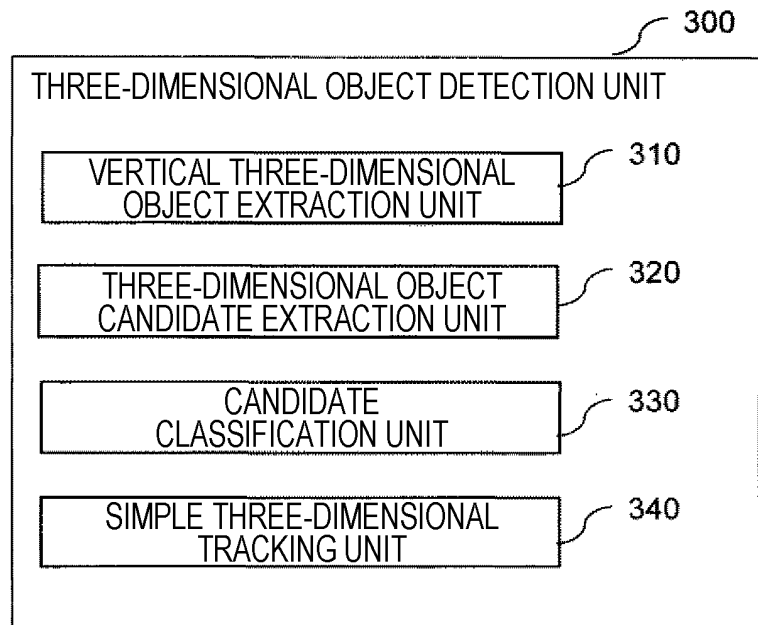 300
THREE-DIMENSIONAL OBJECT DETECTION UNIT
310
VERTICAL THREE-DIMENSIONAL
OBJECT EXTRACTION UNIT
320
THREE-DIMENSIONAL OBJECT
CANDIDATE EXTRACTION UNIT
330
CANDIDATE
CLASSIFICATION UNIT
340
SIMPLE THREE-DIMENSIONAL
TRACKING UNIT